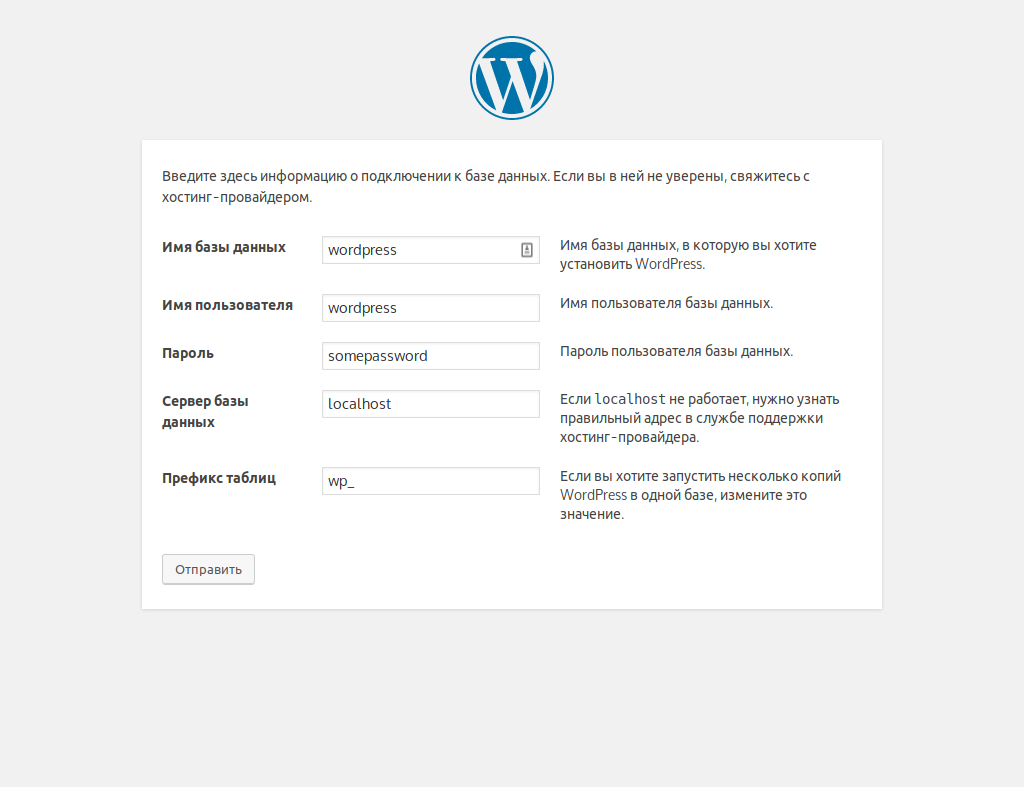 Введите здесь информацию о подключении к базе данных. Если вы в ней не уверены, свяжитесь с
хостинг-провайдером.
Имя базы данных
wordpress
Имя базы данных, в которую вы хотите
установить WordPress.
Имя пользователя
wordpress
Имя пользователя базы данных.
Пароль
somepassword
Пароль пользователя базы данных.
Сервер базы
данных
localhost
Если localhost не работает, нужно узнать
правильный адрес в службе поддержки
хостинг-провайдера.
Префикс таблиц
wp_
Если вы хотите запустить несколько копий
WordPress в одной базе, измените это
значение.
Отправить